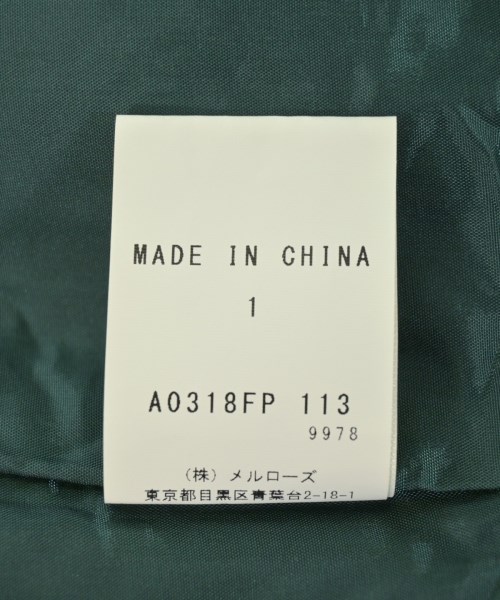 MADE IN CHINA
1
A0318FP 113
9978
(株) メルローズ
東京都目黒区青葉台2-18-1